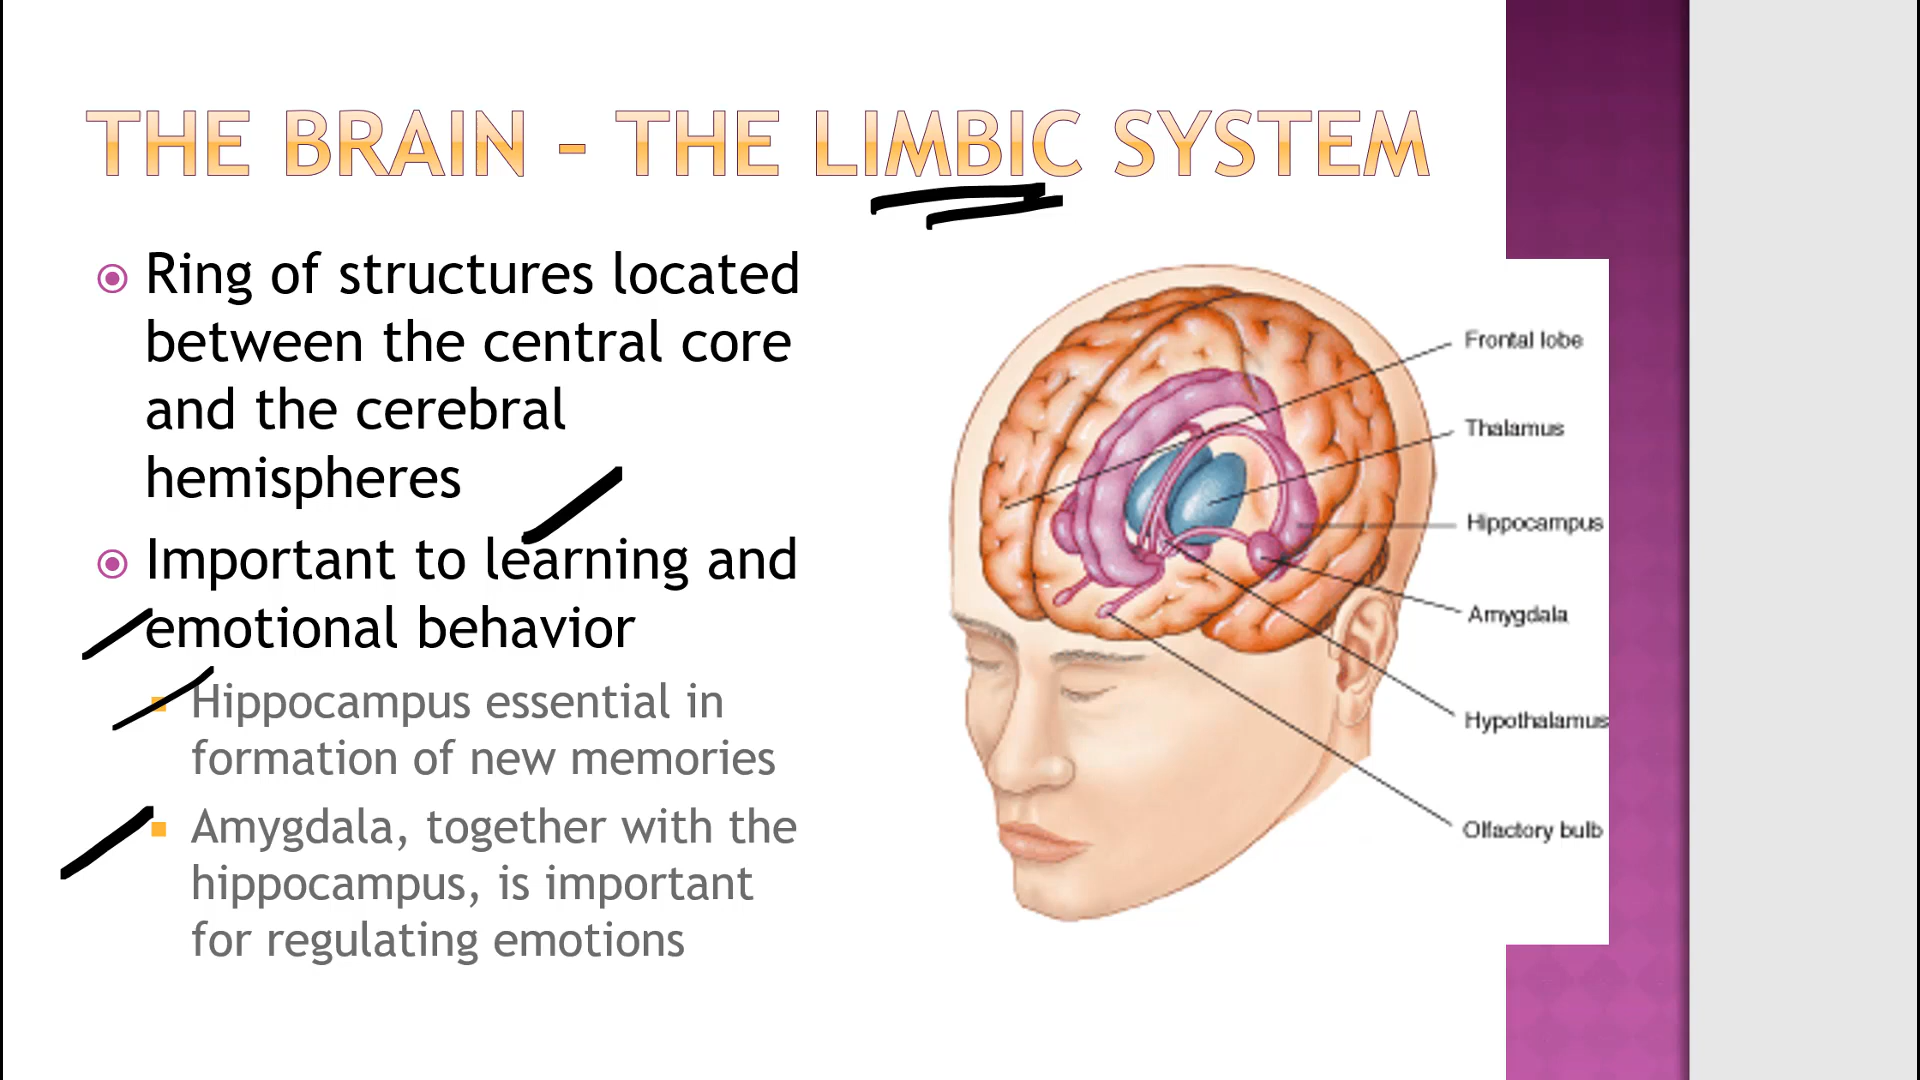 THE BRAIN - THE LIMBIC SYSTEM
Ring of structures located
between the central core
and the cerebral
hemispheres
Important to learning and
emotional behavior
Hippocampus essential in
formation of new memories
Amygdala, together with the
hippocampus, is important
for regulating emotions
Frontal lobe
Thalamus
Hippocampus
Amygdala
Hypothalamus
Olfactory bulb